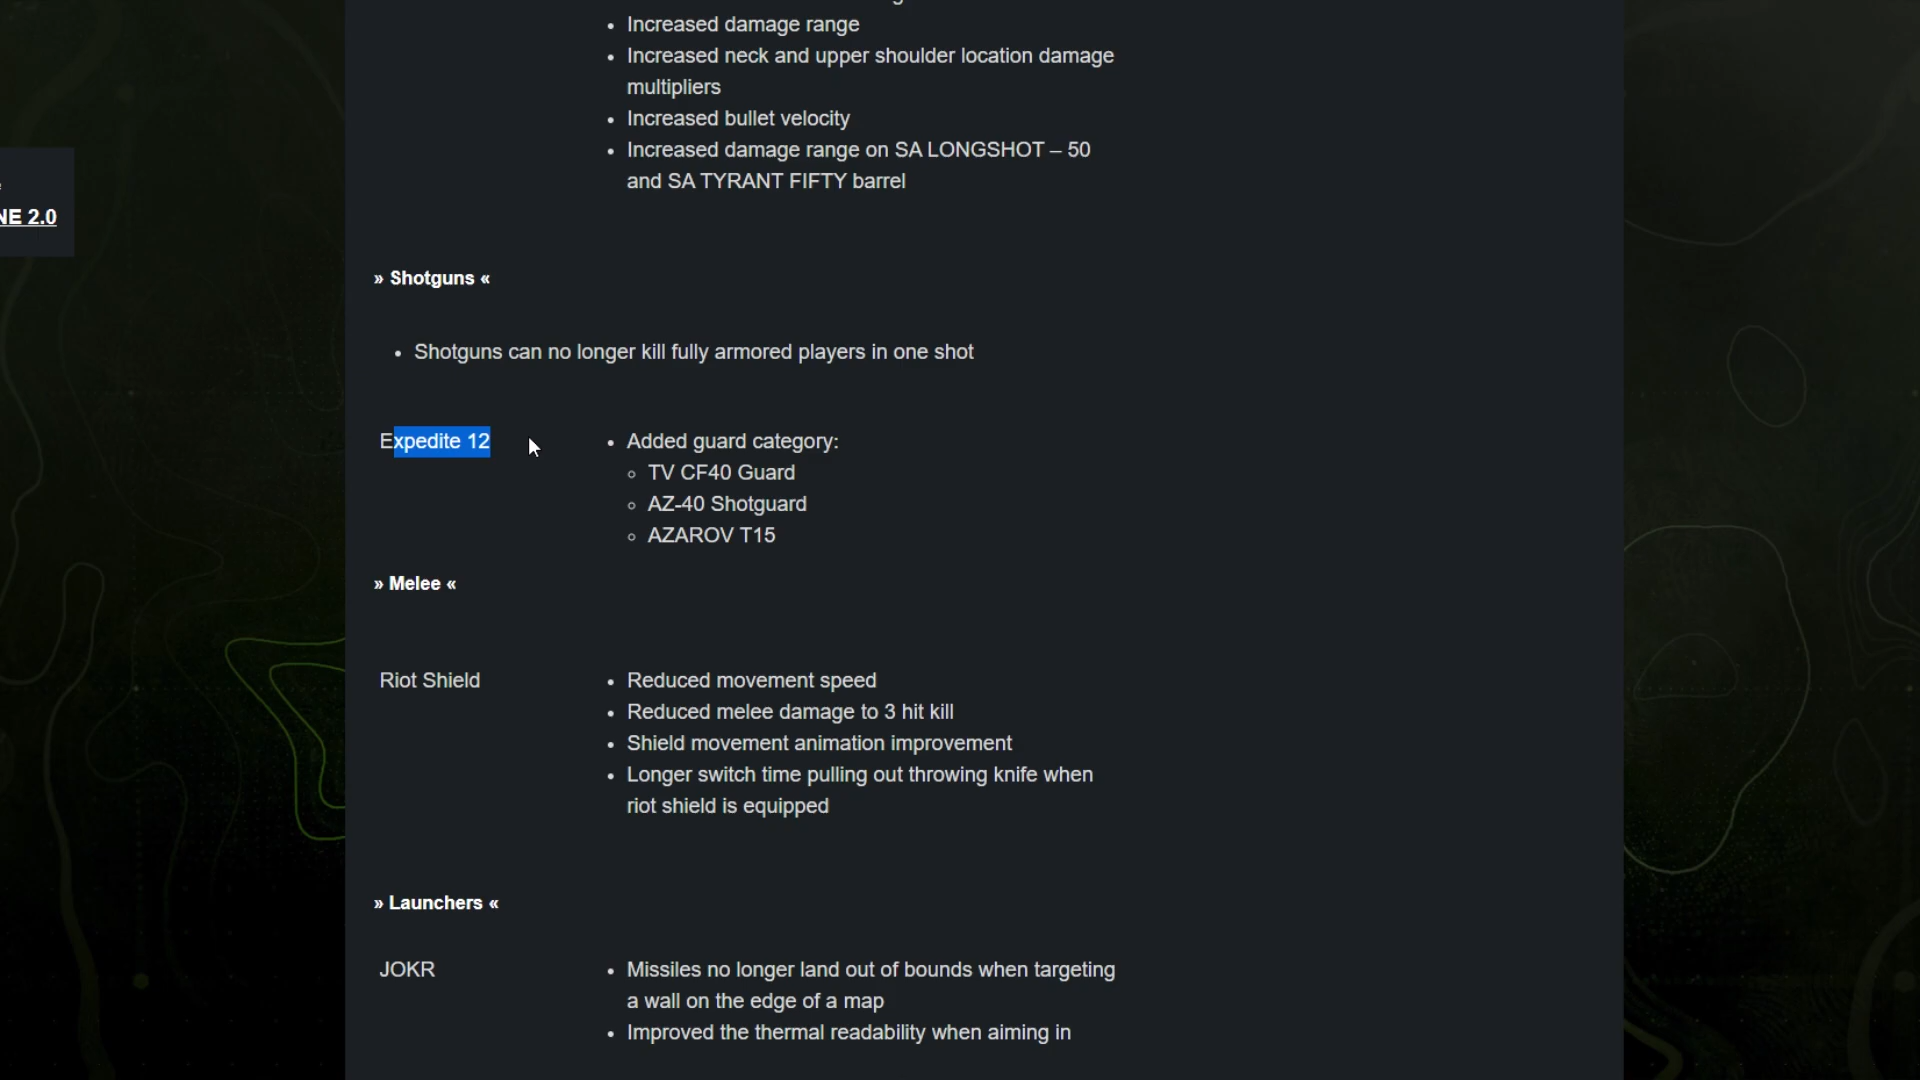 • Increased damage range
• Increased neck and upper shoulder location damage
multipliers
• Increased bullet velocity
• Increased damage range on SA LONGSHOT – 50
and SA TYRANT FIFTY barrel
NE 2.0
» Shotguns «
• Shotguns can no longer kill fully armored players in one shot
Expedite 12
• Added guard category:
◦ TV CF40 Guard
◦ AZ-40 Shotguard
◦ AZAROV T15
» Melee «
Riot Shield
• Reduced movement speed
• Reduced melee damage to 3 hit kill
• Shield movement animation improvement
• Longer switch time pulling out throwing knife when
riot shield is equipped
» Launchers «
JOKR
• Missiles no longer land out of bounds when targeting
a wall on the edge of a map
• Improved the thermal readability when aiming in